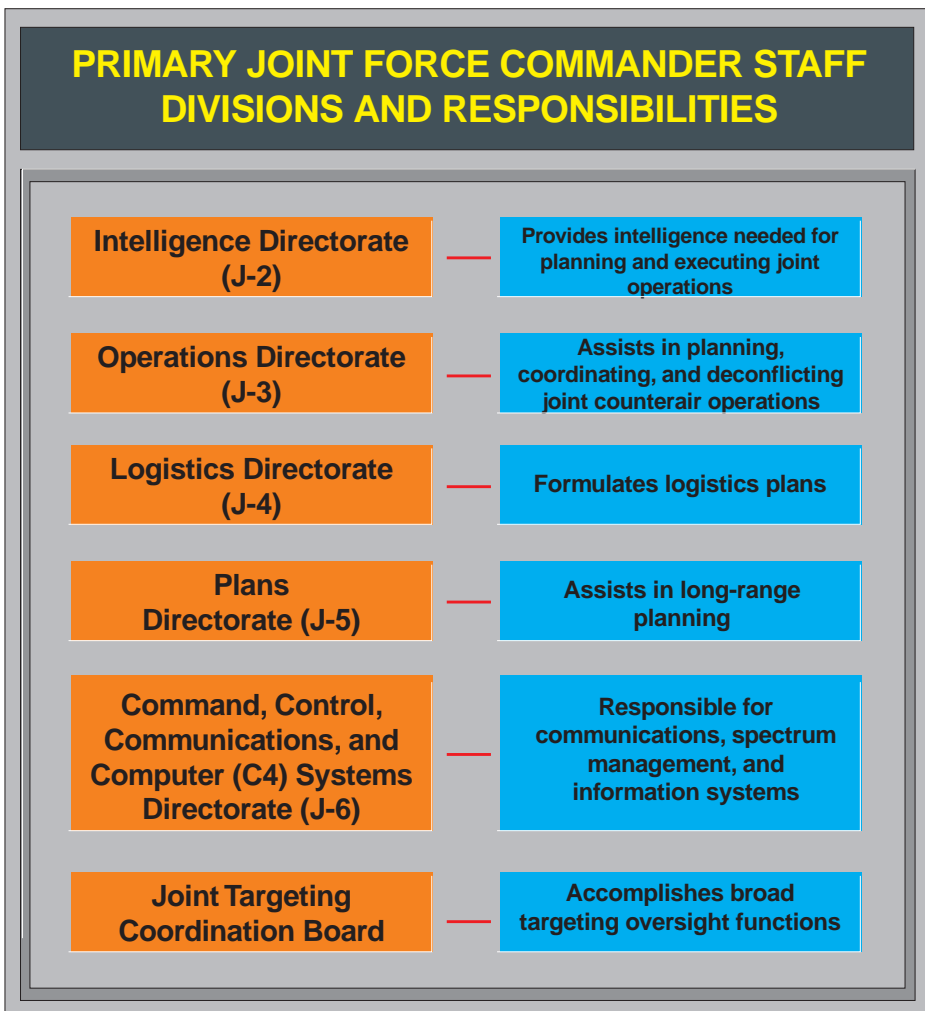 PRIMARY JOINT FORCE COMMANDER STAFF
DIVISIONS AND RESPONSIBILITIES
Intelligence Directorate
(J-2)
Provides intelligence needed for
planning and executing joint
operations
Operations Directorate
(J-3)
Assists in planning,
coordinating, and deconflicting
joint counterair operations
Logistics Directorate
(J-4)
Formulates logistics plans
Plans
Directorate (J-5)
Assists in long-range
planning
Command, Control,
Communications, and
Computer (C4) Systems
Directorate (J-6)
Responsible for
communications, spectrum
management, and
information systems
Joint Targeting
Coordination Board
Accomplishes broad
targeting oversight functions